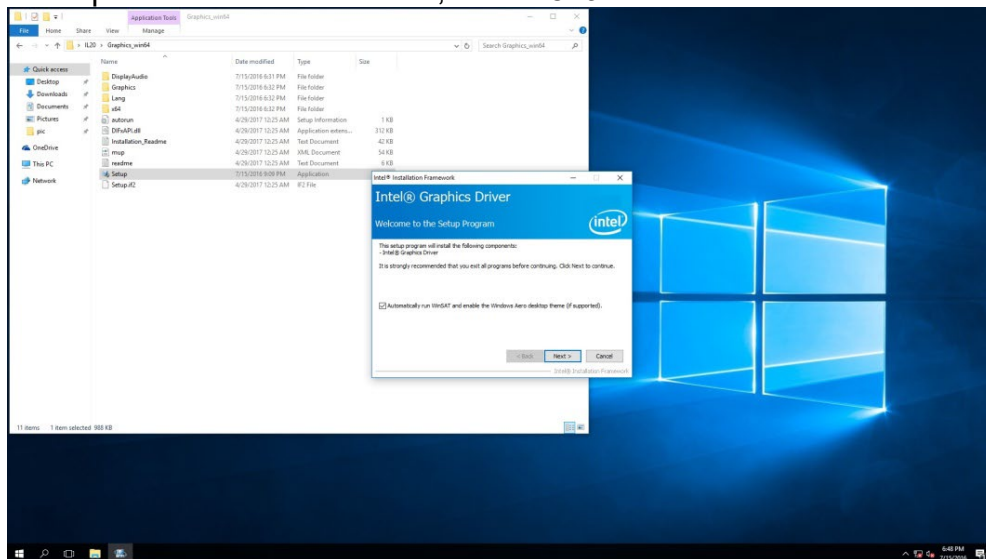 Application Tools
Graphics_win64
File
Home
Share
View
Manage
IL20 > Graphics_win64
Search Graphics_win64
Name
Date modified
Type
Size
Quick access
Desktop
Downloads
Documents
Pictures
pic
OneDrive
This PC
Network
DisplayAudio 7/15/2016 6:31 PM File folder
Graphics 7/15/2016 6:32 PM File folder
Lang 7/15/2016 6:32 PM File folder
x64 7/15/2016 6:32 PM File folder
autorun 4/29/2017 12:25 AM Setup Information 1 KB
DIFxAPI.dll 4/29/2017 12:25 AM Application extens... 312 KB
Installation_Readme 4/29/2017 12:25 AM Text Document 42 KB
mup 4/29/2017 12:25 AM XML Document 54 KB
readme 4/29/2017 12:25 AM Text Document 6 KB
Setup 7/15/2016 9:09 PM Application
Setup.if2 4/29/2017 12:25 AM IF2 File
Intel® Installation Framework
Intel® Graphics Driver
Welcome to the Setup Program
intel
This setup program will install the following components:
- Intel® Graphics Driver
It is strongly recommended that you exit all programs before continuing. Click Next to continue.
Automatically run WinSAT and enable the Windows Aero desktop theme (if supported).
< Back
Next >
Cancel
Intel® Installation Framework
11 items
1 item selected 988 KB
6:48 PM
7/15/2016